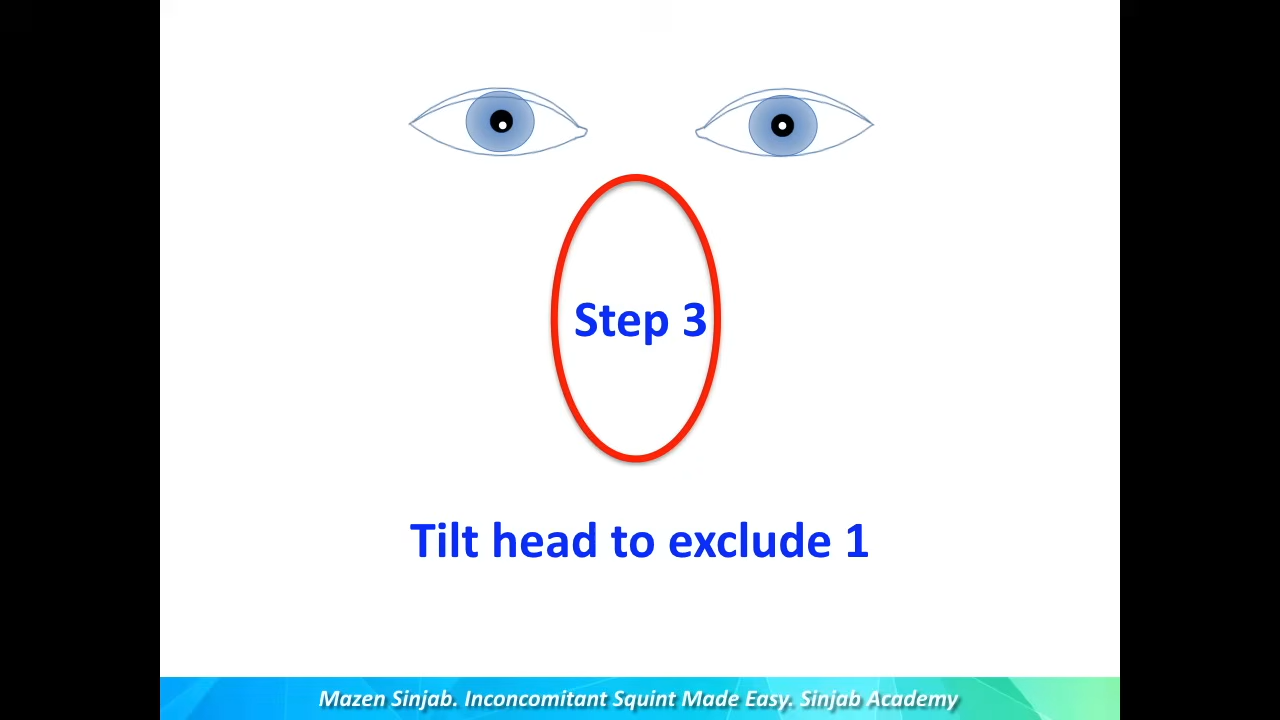 Step 3
Tilt head to exclude 1
Mazen Sinjab. Inconcomitant Squint Made Easy. Sinjab Academy